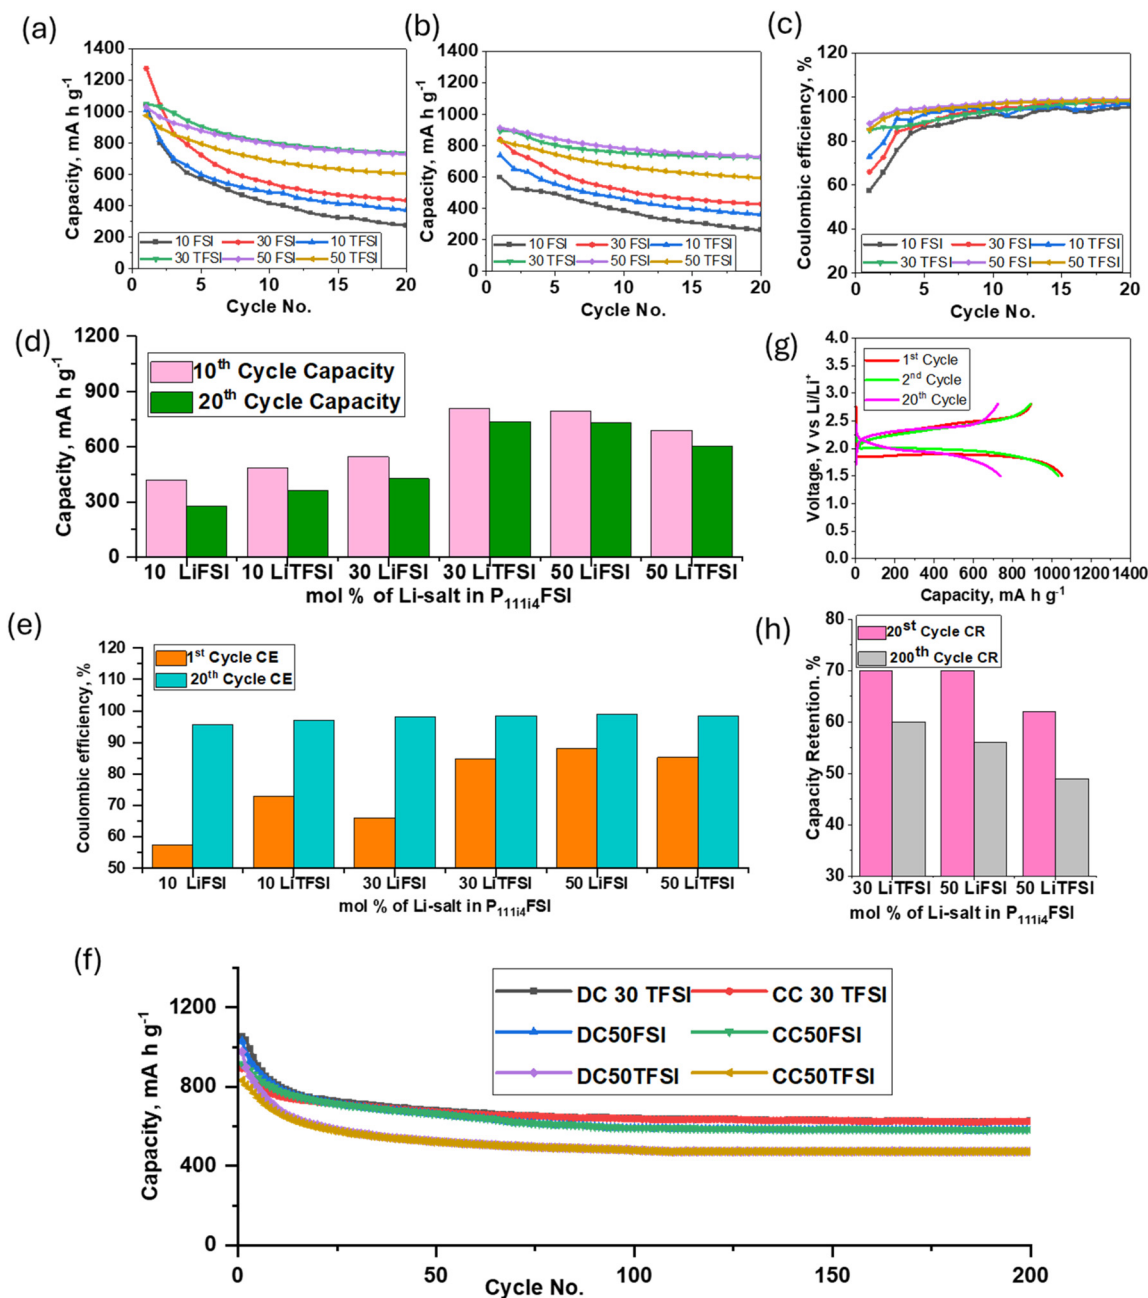 (a)
1400
1200
1000
800
600
400
200
0
Capacity, mA h g⁻¹
10 FSI 30 FSI 10 TFSI
30 TFSI 50 FSI 50 TFSI
0 5 10 15 20
Cycle No.
(b)
1400
1200
1000
800
600
400
200
0
Capacity, mA h g⁻¹
10 FSI 30 FSI 10 TFSI
30 TFSI 50 FSI 50 TFSI
0 5 10 15 20
Cycle No.
(c)
120
100
80
60
40
20
Coulombic efficiency, %
10 FSI 30 FSI 10 TFSI
30 TFSI 50 FSI 50 TFSI
0 5 10 15 20
Cycle No.
(d)
1200
900
600
300
0
Capacity, mA h g⁻¹
10ᵗʰ Cycle Capacity
20ᵗʰ Cycle Capacity
10 LiFSI 10 LiTFSI 30 LiFSI 30 LiTFSI 50 LiFSI 50 LiTFSI
mol % of Li-salt in P₁₁₁ᵢ₄FSI
(g)
4.0
3.5
3.0
2.5
2.0
1.5
1.0
0.5
0.0
Voltage, V vs Li/Li⁺
1ˢᵗ Cycle
2ⁿᵈ Cycle
20ᵗʰ Cycle
0 200 400 600 800 1000 1200 1400
Capacity, mA h g⁻¹
(e)
120
110
100
90
80
70
60
50
Coulombic efficiency, %
1ˢᵗ Cycle CE
20ᵗʰ Cycle CE
10 LiFSI 10 LiTFSI 30 LiFSI 30 LiTFSI 50 LiFSI 50 LiTFSI
mol % of Li-salt in P₁₁₁ᵢ₄FSI
(h)
80
70
60
50
40
30
Capacity Retention. %
20ˢᵗ Cycle CR
200ᵗʰ Cycle CR
30 LiTFSI 50 LiFSI 50 LiTFSI
mol % of Li-salt in P₁₁₁ᵢ₄FSI
(f)
1200
800
400
0
Capacity, mA h g⁻¹
DC 30 TFSI CC 30 TFSI
DC50FSI CC50FSI
DC50TFSI CC50TFSI
0 50 100 150 200
Cycle No.